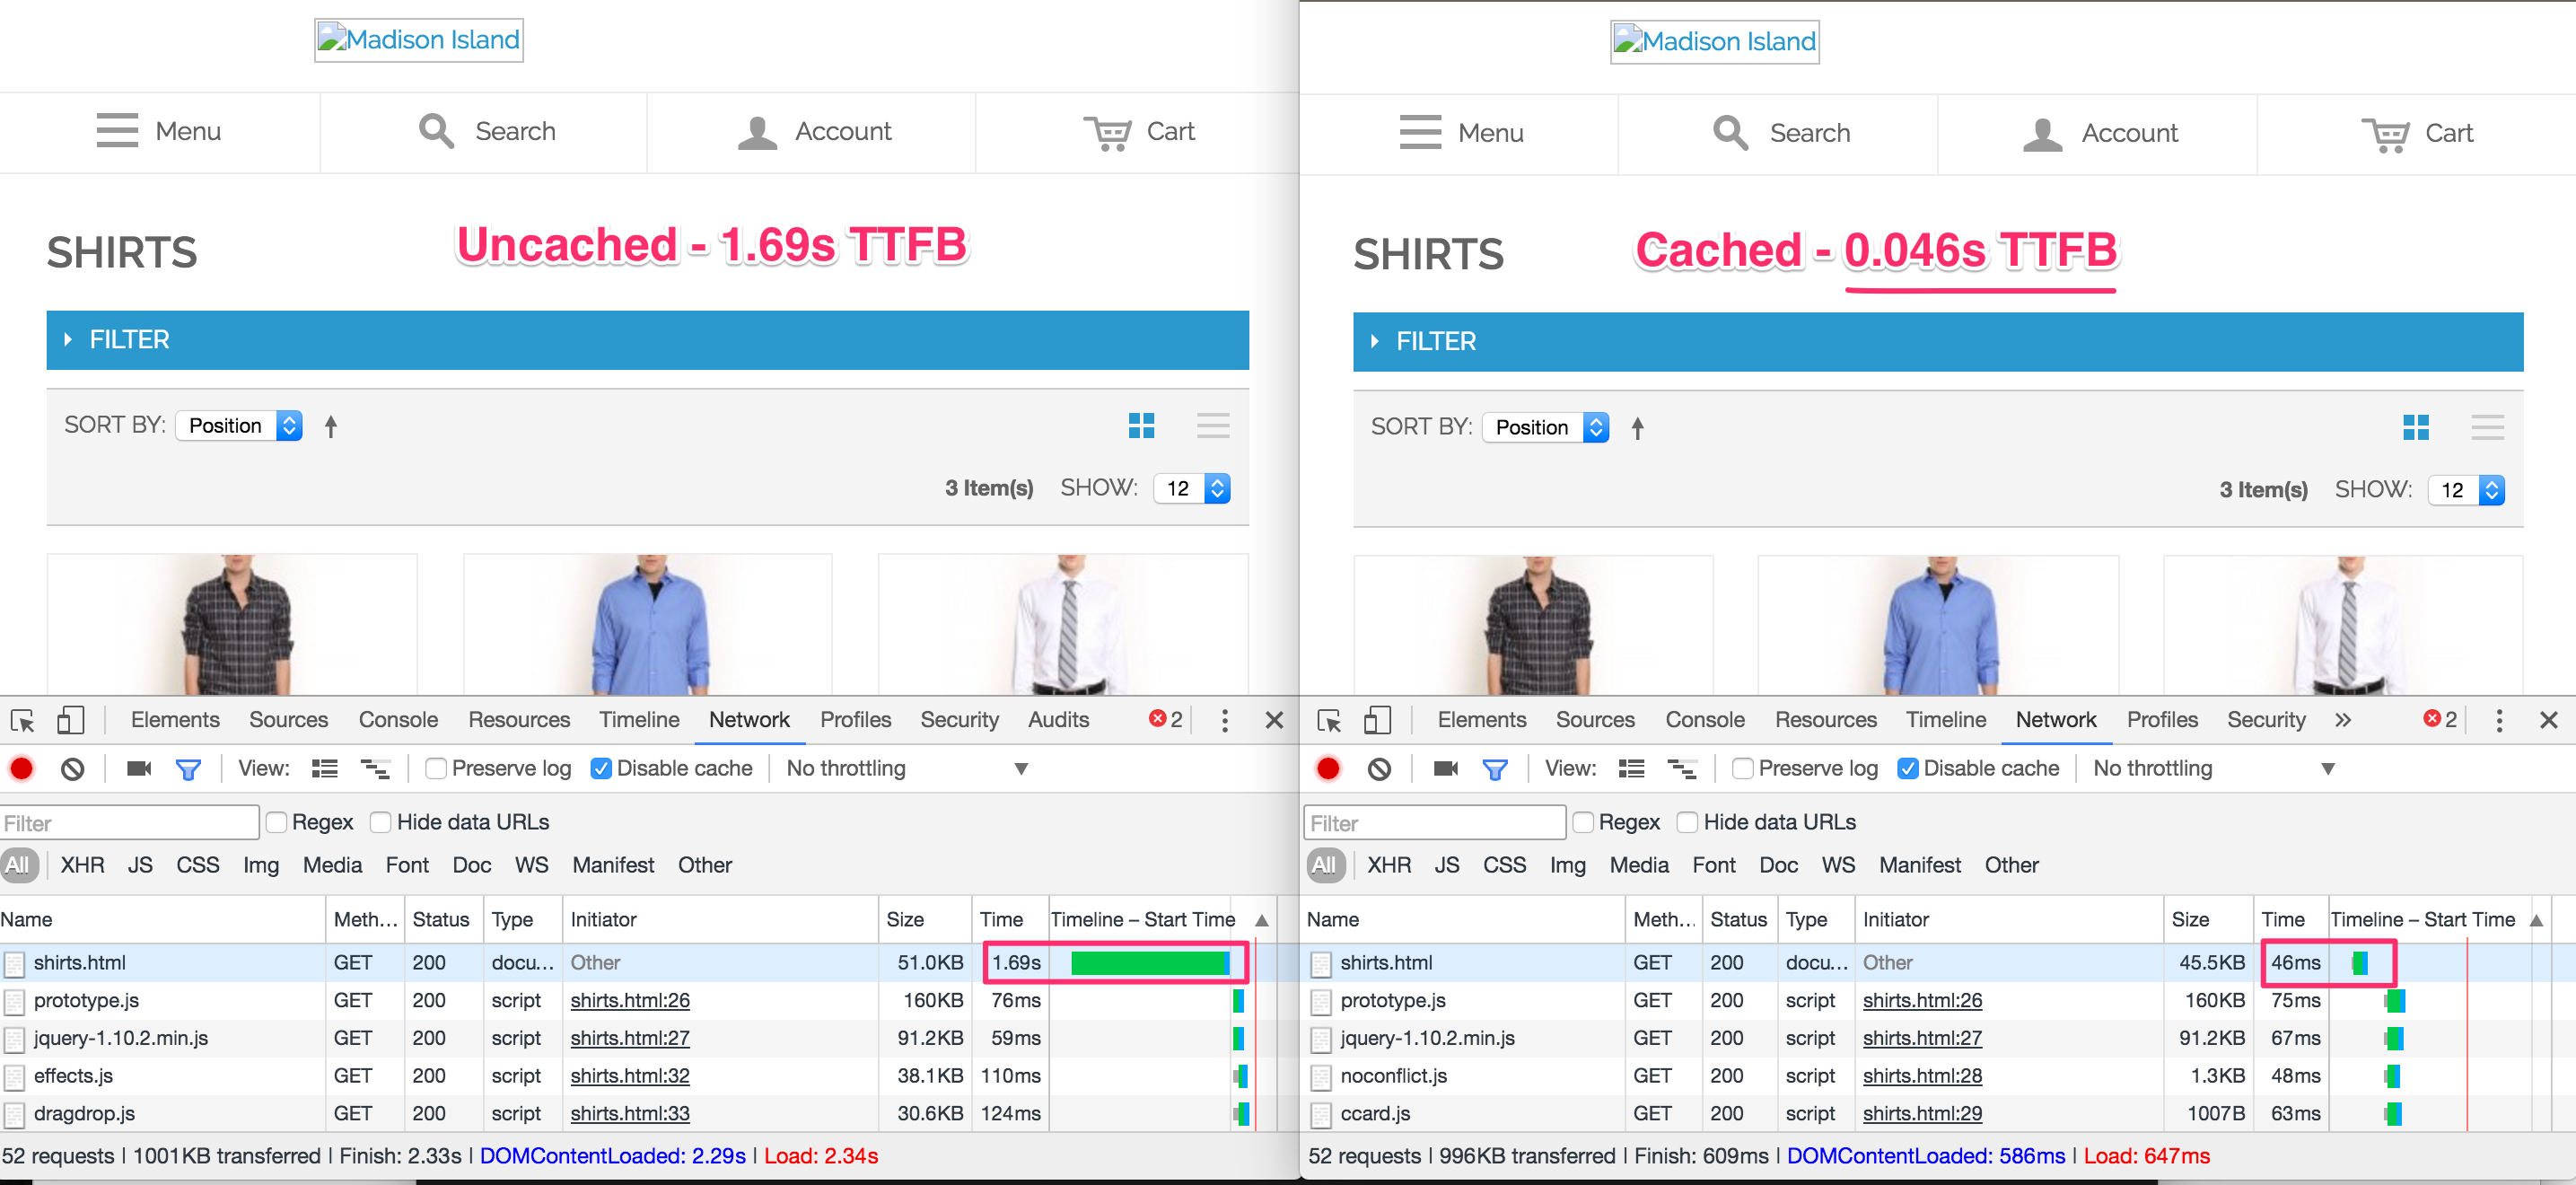 Madison Island
Menu Search Account Cart
SHIRTS
Uncached - 1.69s TTFB
FILTER
SORT BY: Position
3 Item(s) SHOW: 12
Elements Sources Console Resources Timeline Network Profiles Security Audits 2
View: Preserve log Disable cache No throttling
Filter Regex Hide data URLs
All XHR JS CSS Img Media Font Doc WS Manifest Other
Name Meth... Status Type Initiator Size Time Timeline – Start Time
shirts.html GET 200 docu... Other 51.0KB 1.69s
prototype.js GET 200 script shirts.html:26 160KB 76ms
jquery-1.10.2.min.js GET 200 script shirts.html:27 91.2KB 59ms
effects.js GET 200 script shirts.html:32 38.1KB 110ms
dragdrop.js GET 200 script shirts.html:33 30.6KB 124ms
52 requests | 1001KB transferred | Finish: 2.33s | DOMContentLoaded: 2.29s | Load: 2.34s
Madison Island
Menu Search Account Cart
SHIRTS
Cached - 0.046s TTFB
FILTER
SORT BY: Position
3 Item(s) SHOW: 12
Elements Sources Console Resources Timeline Network Profiles Security » 2
View: Preserve log Disable cache No throttling
Filter Regex Hide data URLs
All XHR JS CSS Img Media Font Doc WS Manifest Other
Name Meth... Status Type Initiator Size Time Timeline – Start Time
shirts.html GET 200 docu... Other 45.5KB 46ms
prototype.js GET 200 script shirts.html:26 160KB 75ms
jquery-1.10.2.min.js GET 200 script shirts.html:27 91.2KB 67ms
noconflict.js GET 200 script shirts.html:28 1.3KB 48ms
ccard.js GET 200 script shirts.html:29 1007B 63ms
52 requests | 996KB transferred | Finish: 609ms | DOMContentLoaded: 586ms | Load: 647ms